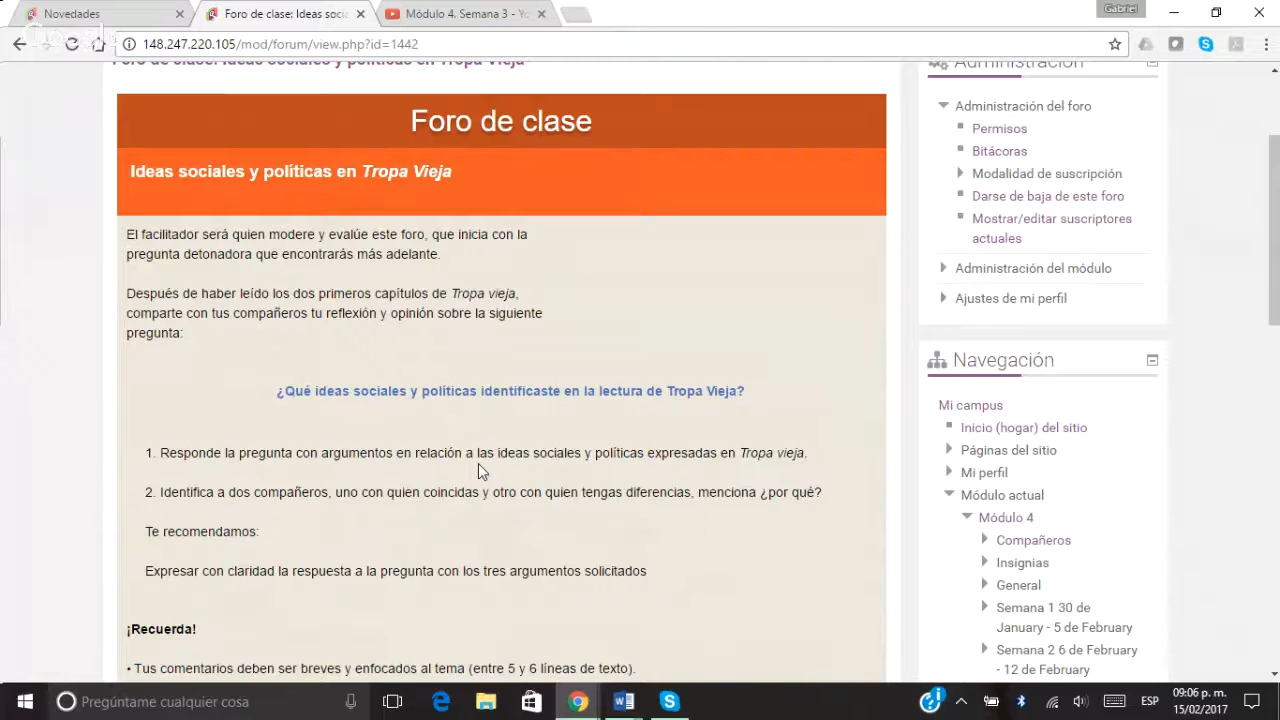 Novedades
Foro de clase: Ideas socia
Módulo 4. Semana 3 - Yo
Gabriel
148.247.220.105/mod/forum/view.php?id=1442
Foro de clase: Ideas sociales y políticas en Tropa Vieja
Foro de clase
Ideas sociales y políticas en Tropa Vieja
El facilitador será quien modere y evalúe este foro, que inicia con la
pregunta detonadora que encontrarás más adelante.
Después de haber leído los dos primeros capítulos de Tropa vieja,
comparte con tus compañeros tu reflexión y opinión sobre la siguiente
pregunta:
¿Qué ideas sociales y políticas identificaste en la lectura de Tropa Vieja?
1. Responde la pregunta con argumentos en relación a las ideas sociales y políticas expresadas en Tropa vieja.
2. Identifica a dos compañeros, uno con quien coincidas y otro con quien tengas diferencias, menciona ¿por qué?
Te recomendamos:
Expresar con claridad la respuesta a la pregunta con los tres argumentos solicitados
¡Recuerda!
• Tus comentarios deben ser breves y enfocados al tema (entre 5 y 6 líneas de texto).
Administración
Administración del foro
Permisos
Bitácoras
Modalidad de suscripción
Darse de baja de este foro
Mostrar/editar suscriptores
actuales
Administración del módulo
Ajustes de mi perfil
Navegación
Mi campus
Inicio (hogar) del sitio
Páginas del sitio
Mi perfil
Módulo actual
Módulo 4
Compañeros
Insignias
General
Semana 1 30 de
January - 5 de February
Semana 2 6 de February
- 12 de February
Pregúntame cualquier cosa
ESP
09:06 p. m.
15/02/2017